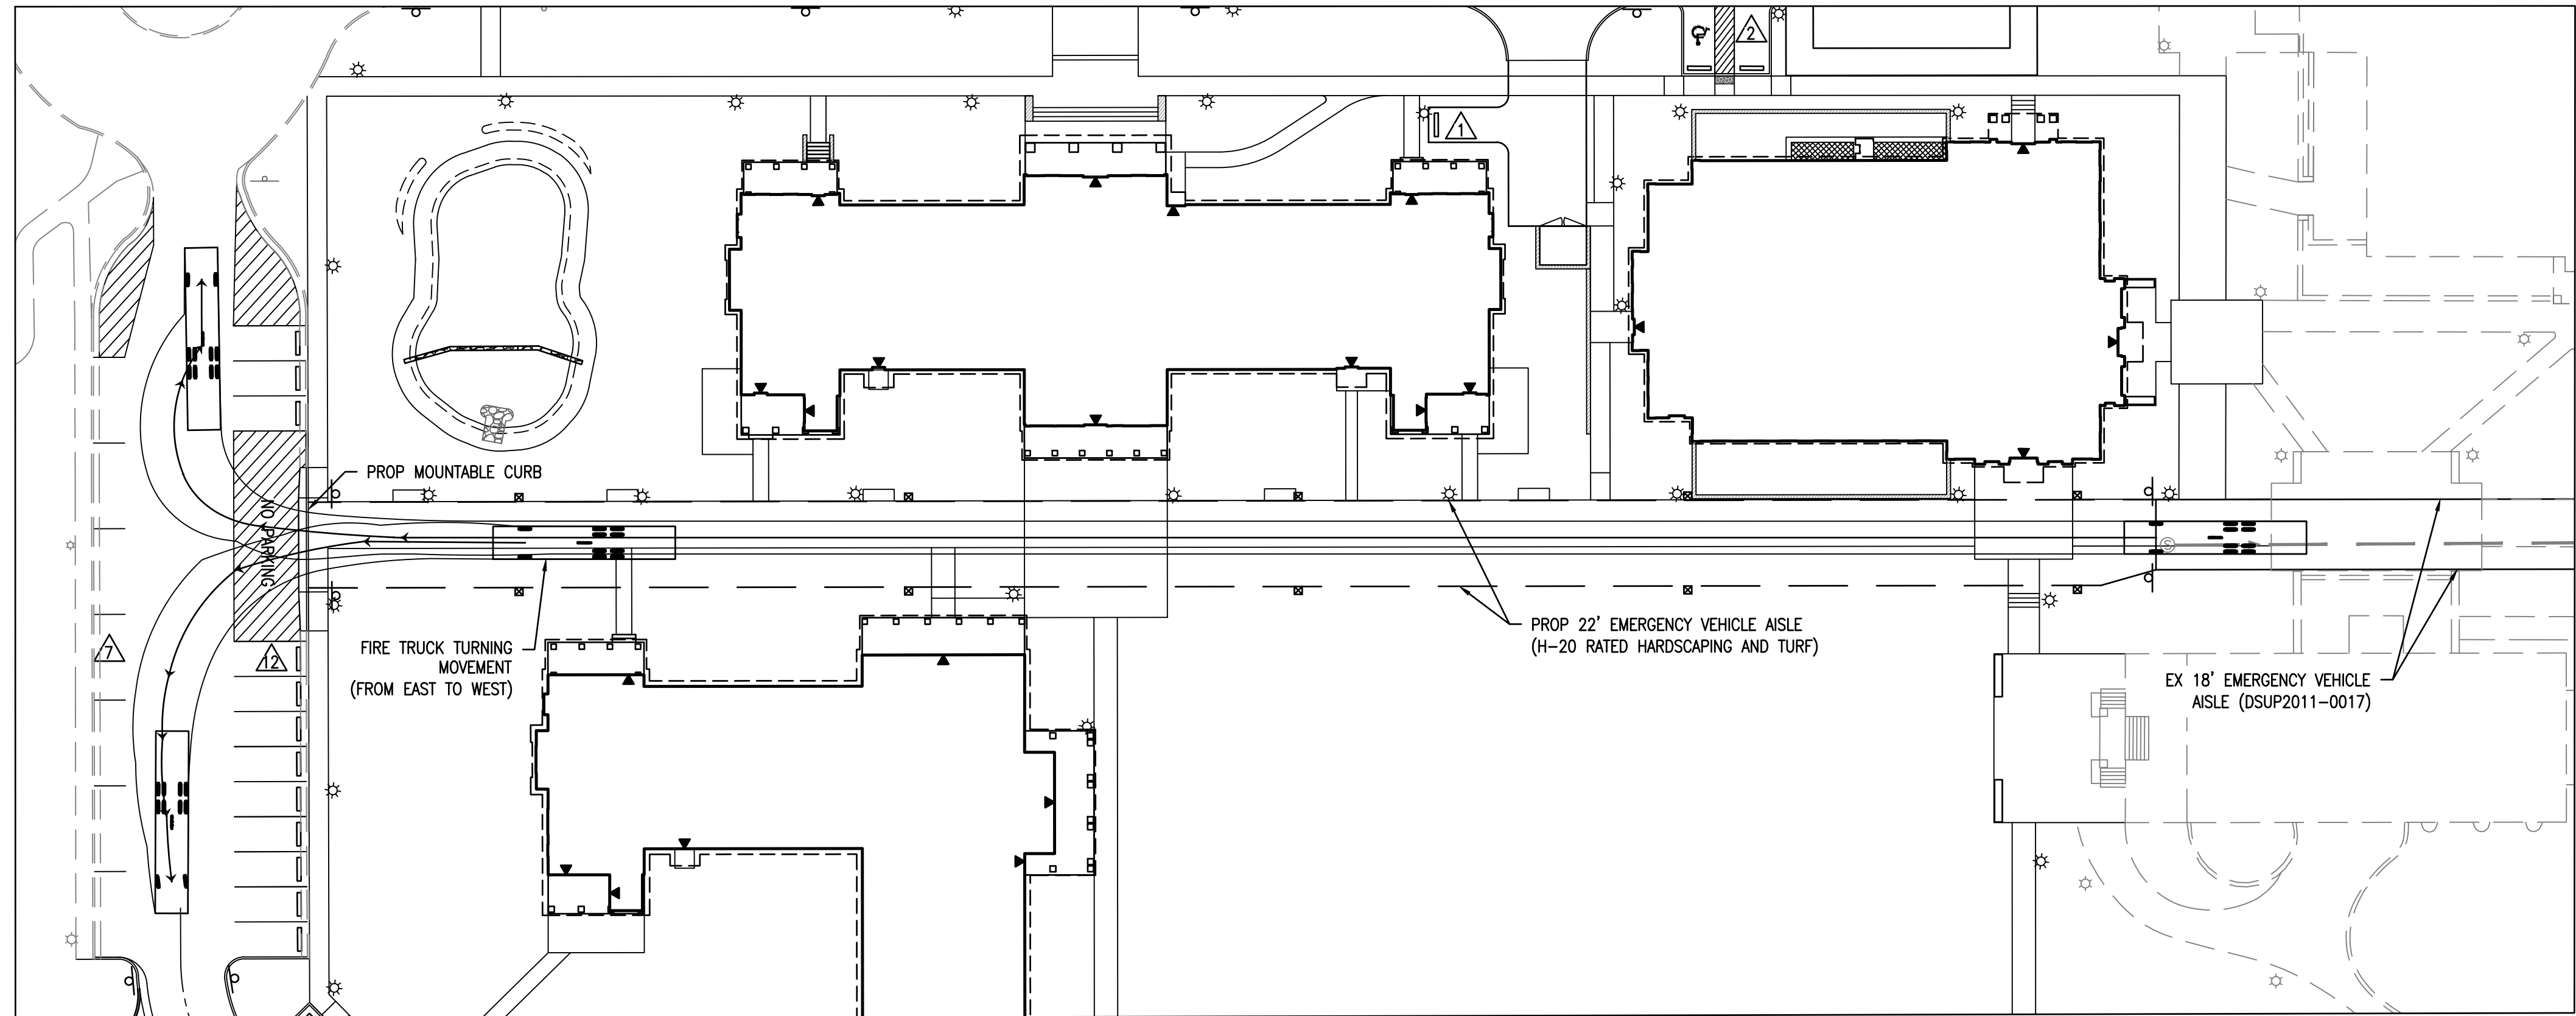 2
1
PROP MOUNTABLE CURB
NO PARKING
7
12
FIRE TRUCK TURNING
MOVEMENT
(FROM EAST TO WEST)
PROP 22' EMERGENCY VEHICLE AISLE
(H-20 RATED HARDSCAPING AND TURF)
S
EX 18' EMERGENCY VEHICLE
AISLE (DSUP2011-0017)